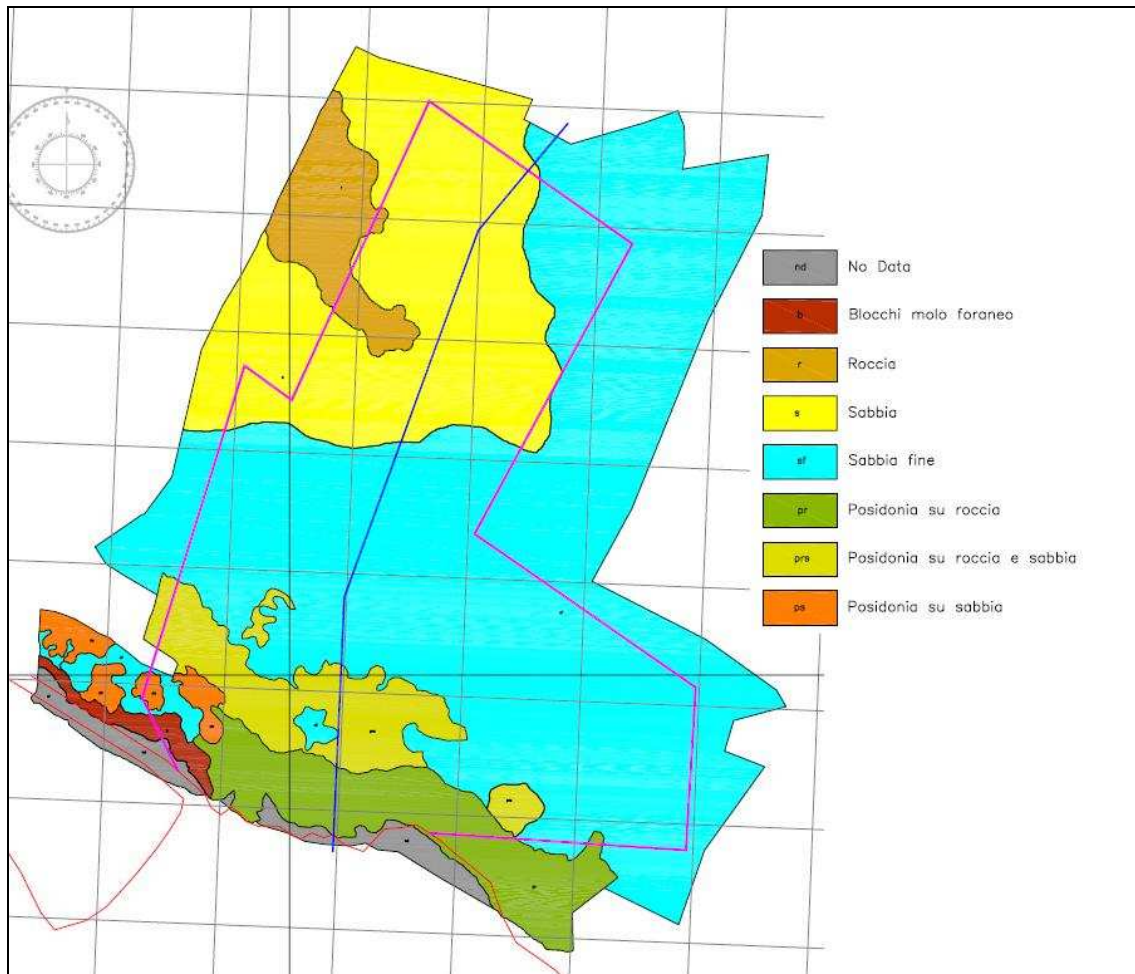 nd No Data
b Blocchi molo foraneo
r Roccia
s Sabbia
sf Sabbia fine
pr Posidonia su roccia
prs Posidonia su roccia e sabbia
ps Posidonia su sabbia